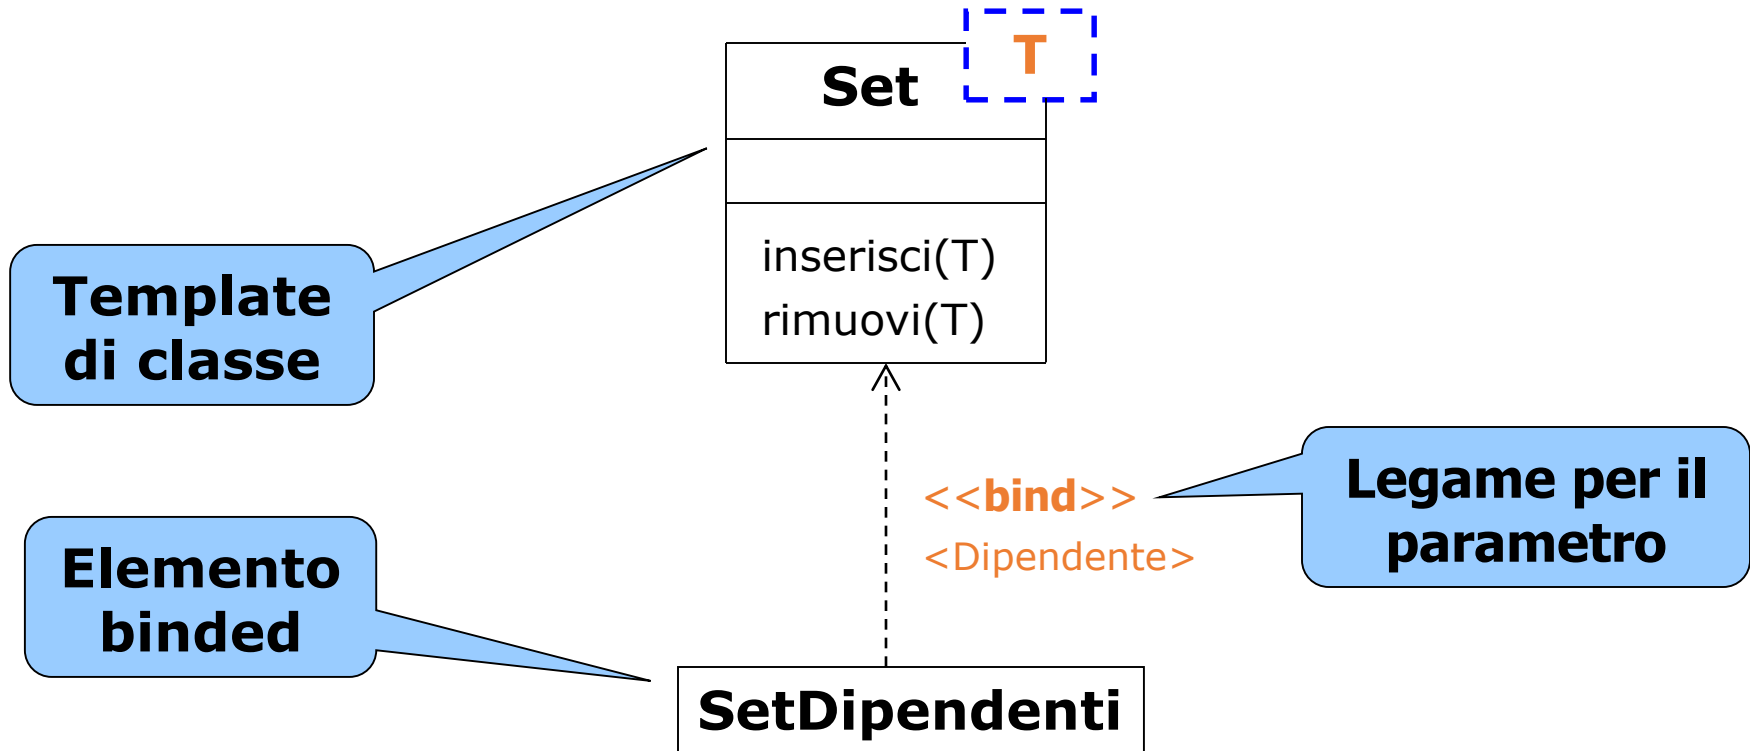 T
Set
inserisci(T)
rimuovi(T)
Template
di classe
<<bind>>
<Dipendente>
Legame per il
parametro
Elemento
binded
SetDipendenti